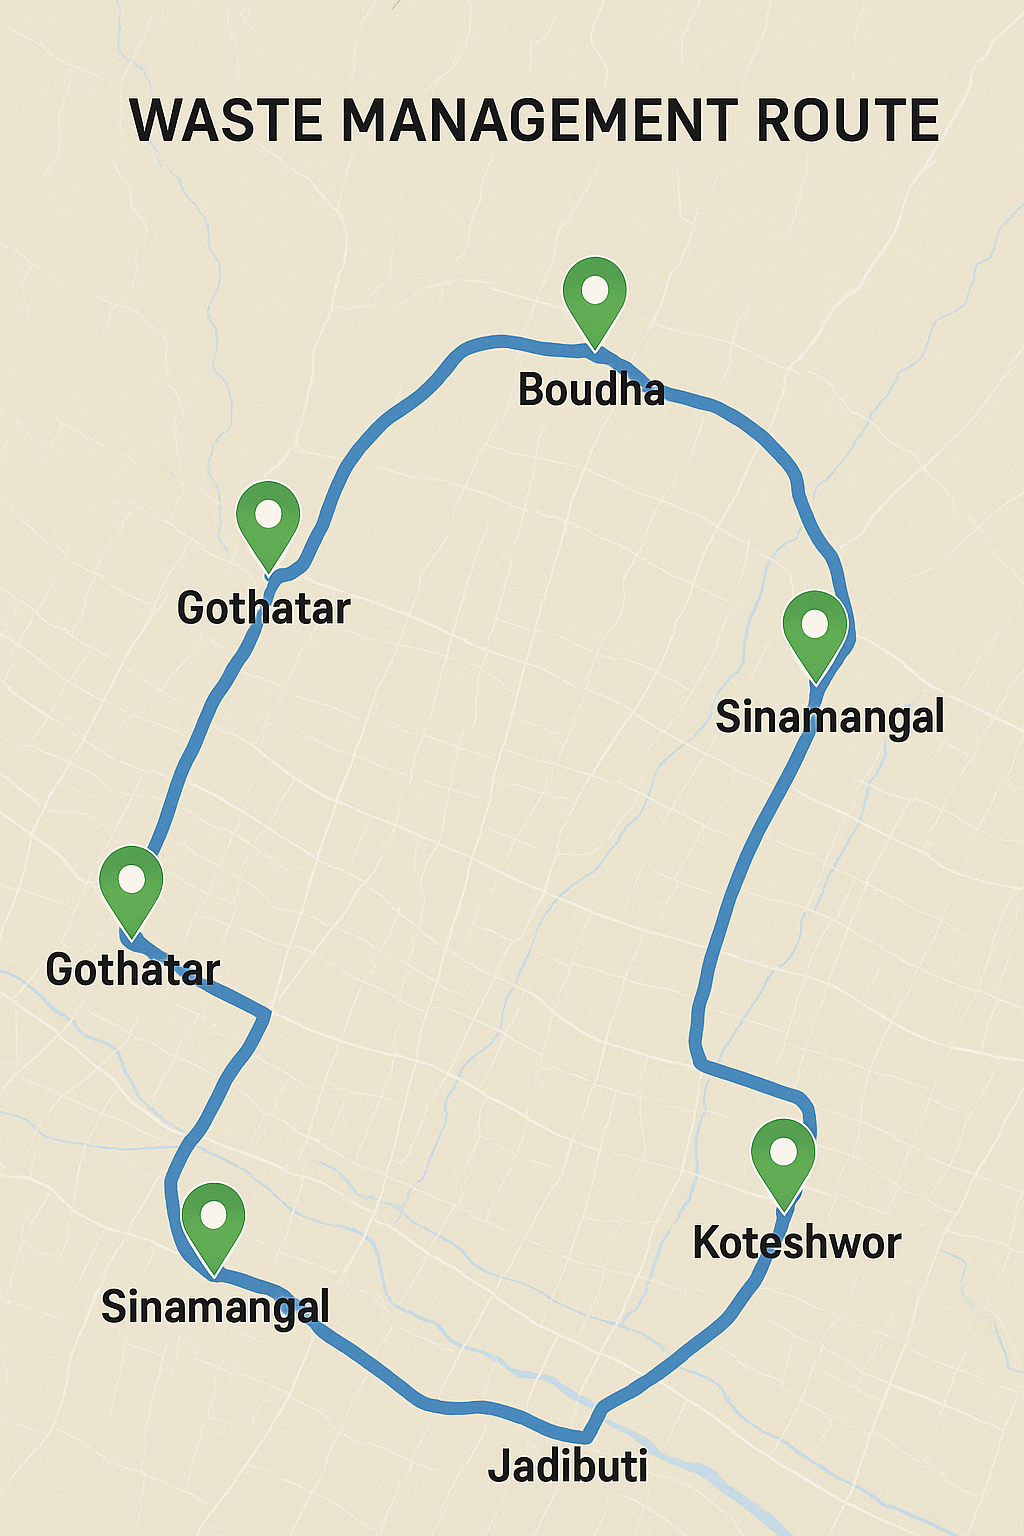 WASTE MANAGEMENT ROUTE
Boudha
Gothatar
Sinamangal
Gothatar
Koteshwor
Sinamangal
Jadibuti